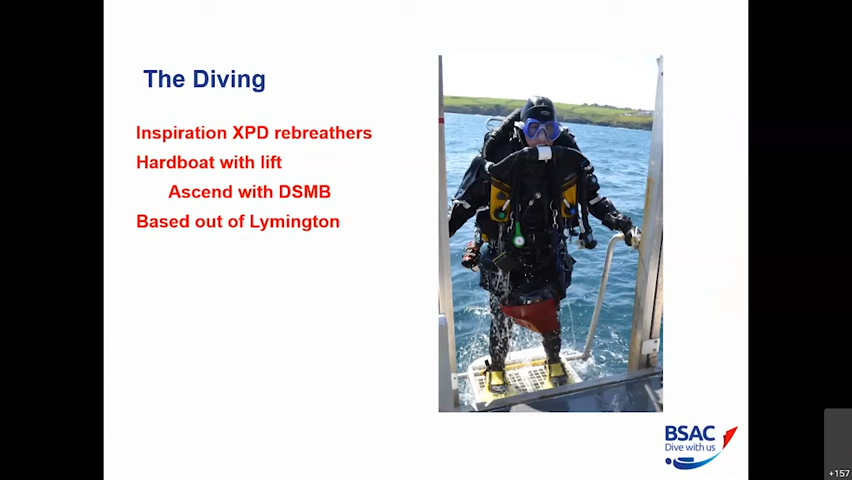 The Diving
Inspiration XPD rebreathers
Hardboat with lift
Ascend with DSMB
Based out of Lymington
BSAC
Dive with us
+157